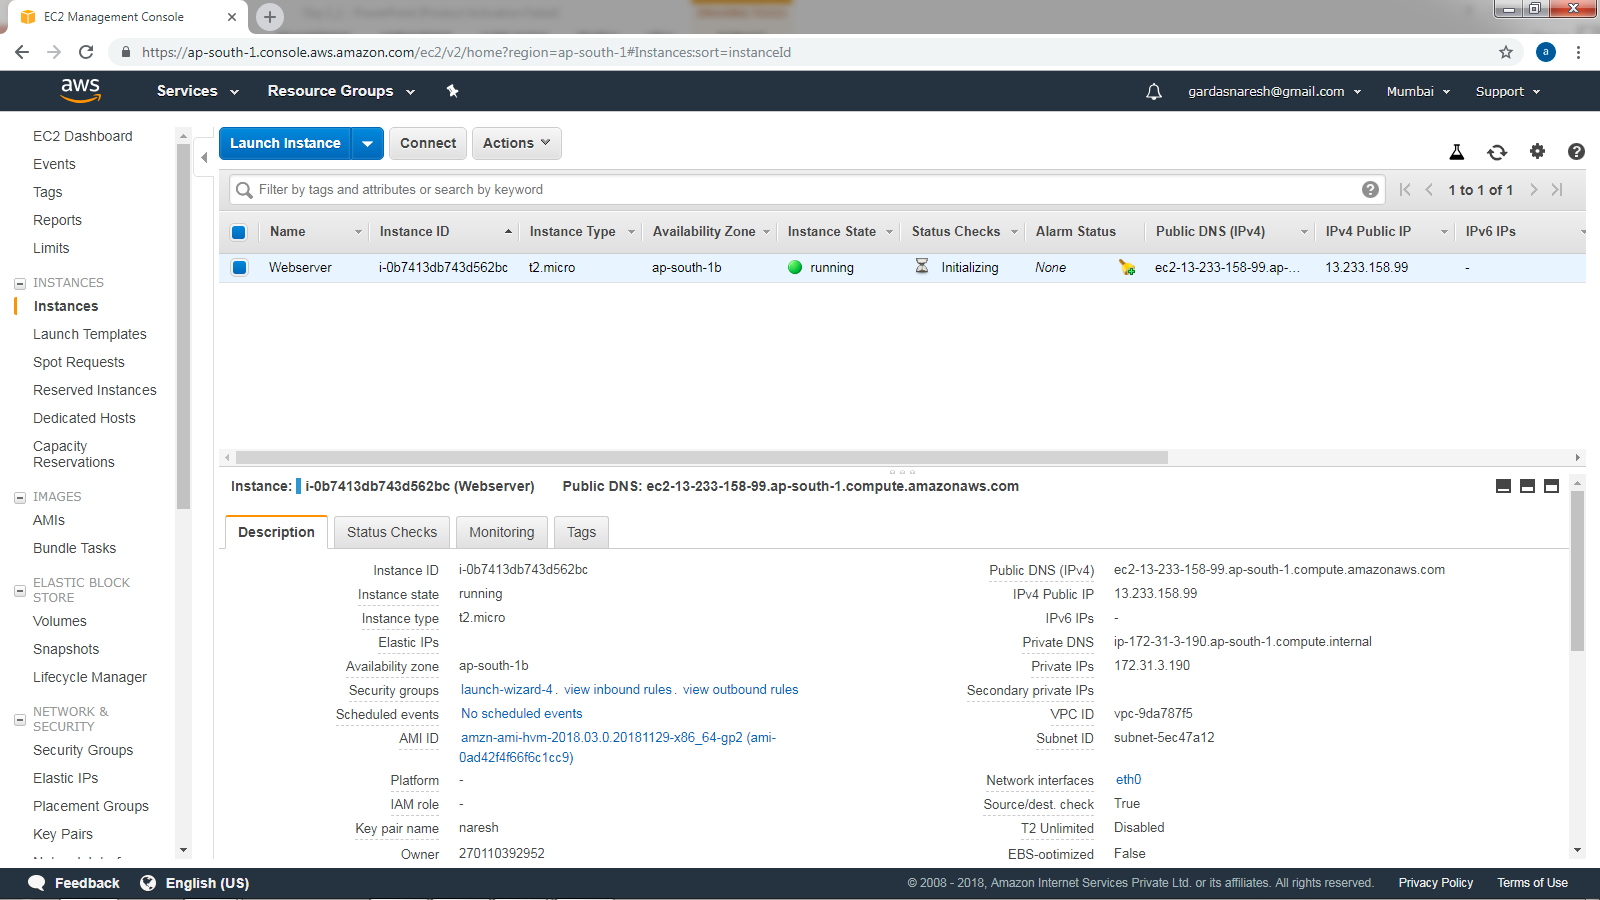 EC2 Management Console
https://ap-south-1.console.aws.amazon.com/ec2/v2/home?region=ap-south-1#Instances:sort=instanceId
a
aws
Services
Resource Groups
gardasnaresh@gmail.com
Mumbai
Support
EC2 Dashboard
Events
Tags
Reports
Limits
INSTANCES
Instances
Launch Templates
Spot Requests
Reserved Instances
Dedicated Hosts
Capacity
Reservations
IMAGES
AMIs
Bundle Tasks
ELASTIC BLOCK
STORE
Volumes
Snapshots
Lifecycle Manager
NETWORK &
SECURITY
Security Groups
Elastic IPs
Placement Groups
Key Pairs
Launch Instance
Connect
Actions
Filter by tags and attributes or search by keyword
1 to 1 of 1
Name Instance ID Instance Type Availability Zone Instance State Status Checks Alarm Status Public DNS (IPv4) IPv4 Public IP IPv6 IPs
Webserver i-0b7413db743d562bc t2.micro ap-south-1b running Initializing None ec2-13-233-158-99.ap-... 13.233.158.99 -
Instance: i-0b7413db743d562bc (Webserver) Public DNS: ec2-13-233-158-99.ap-south-1.compute.amazonaws.com
Description Status Checks Monitoring Tags
Instance ID i-0b7413db743d562bc
Instance state running
Instance type t2.micro
Elastic IPs
Availability zone ap-south-1b
Security groups launch-wizard-4. view inbound rules. view outbound rules
Scheduled events No scheduled events
AMI ID amzn-ami-hvm-2018.03.0.20181129-x86_64-gp2 (ami-
0ad42f4f66f6c1cc9)
Platform -
IAM role -
Key pair name naresh
Owner 270110392952
Public DNS (IPv4) ec2-13-233-158-99.ap-south-1.compute.amazonaws.com
IPv4 Public IP 13.233.158.99
IPv6 IPs -
Private DNS ip-172-31-3-190.ap-south-1.compute.internal
Private IPs 172.31.3.190
Secondary private IPs
VPC ID vpc-9da787f5
Subnet ID subnet-5ec47a12
Network interfaces eth0
Source/dest. check True
T2 Unlimited Disabled
EBS-optimized False
Feedback
English (US)
© 2008 - 2018, Amazon Internet Services Private Ltd. or its affiliates. All rights reserved.
Privacy Policy
Terms of Use